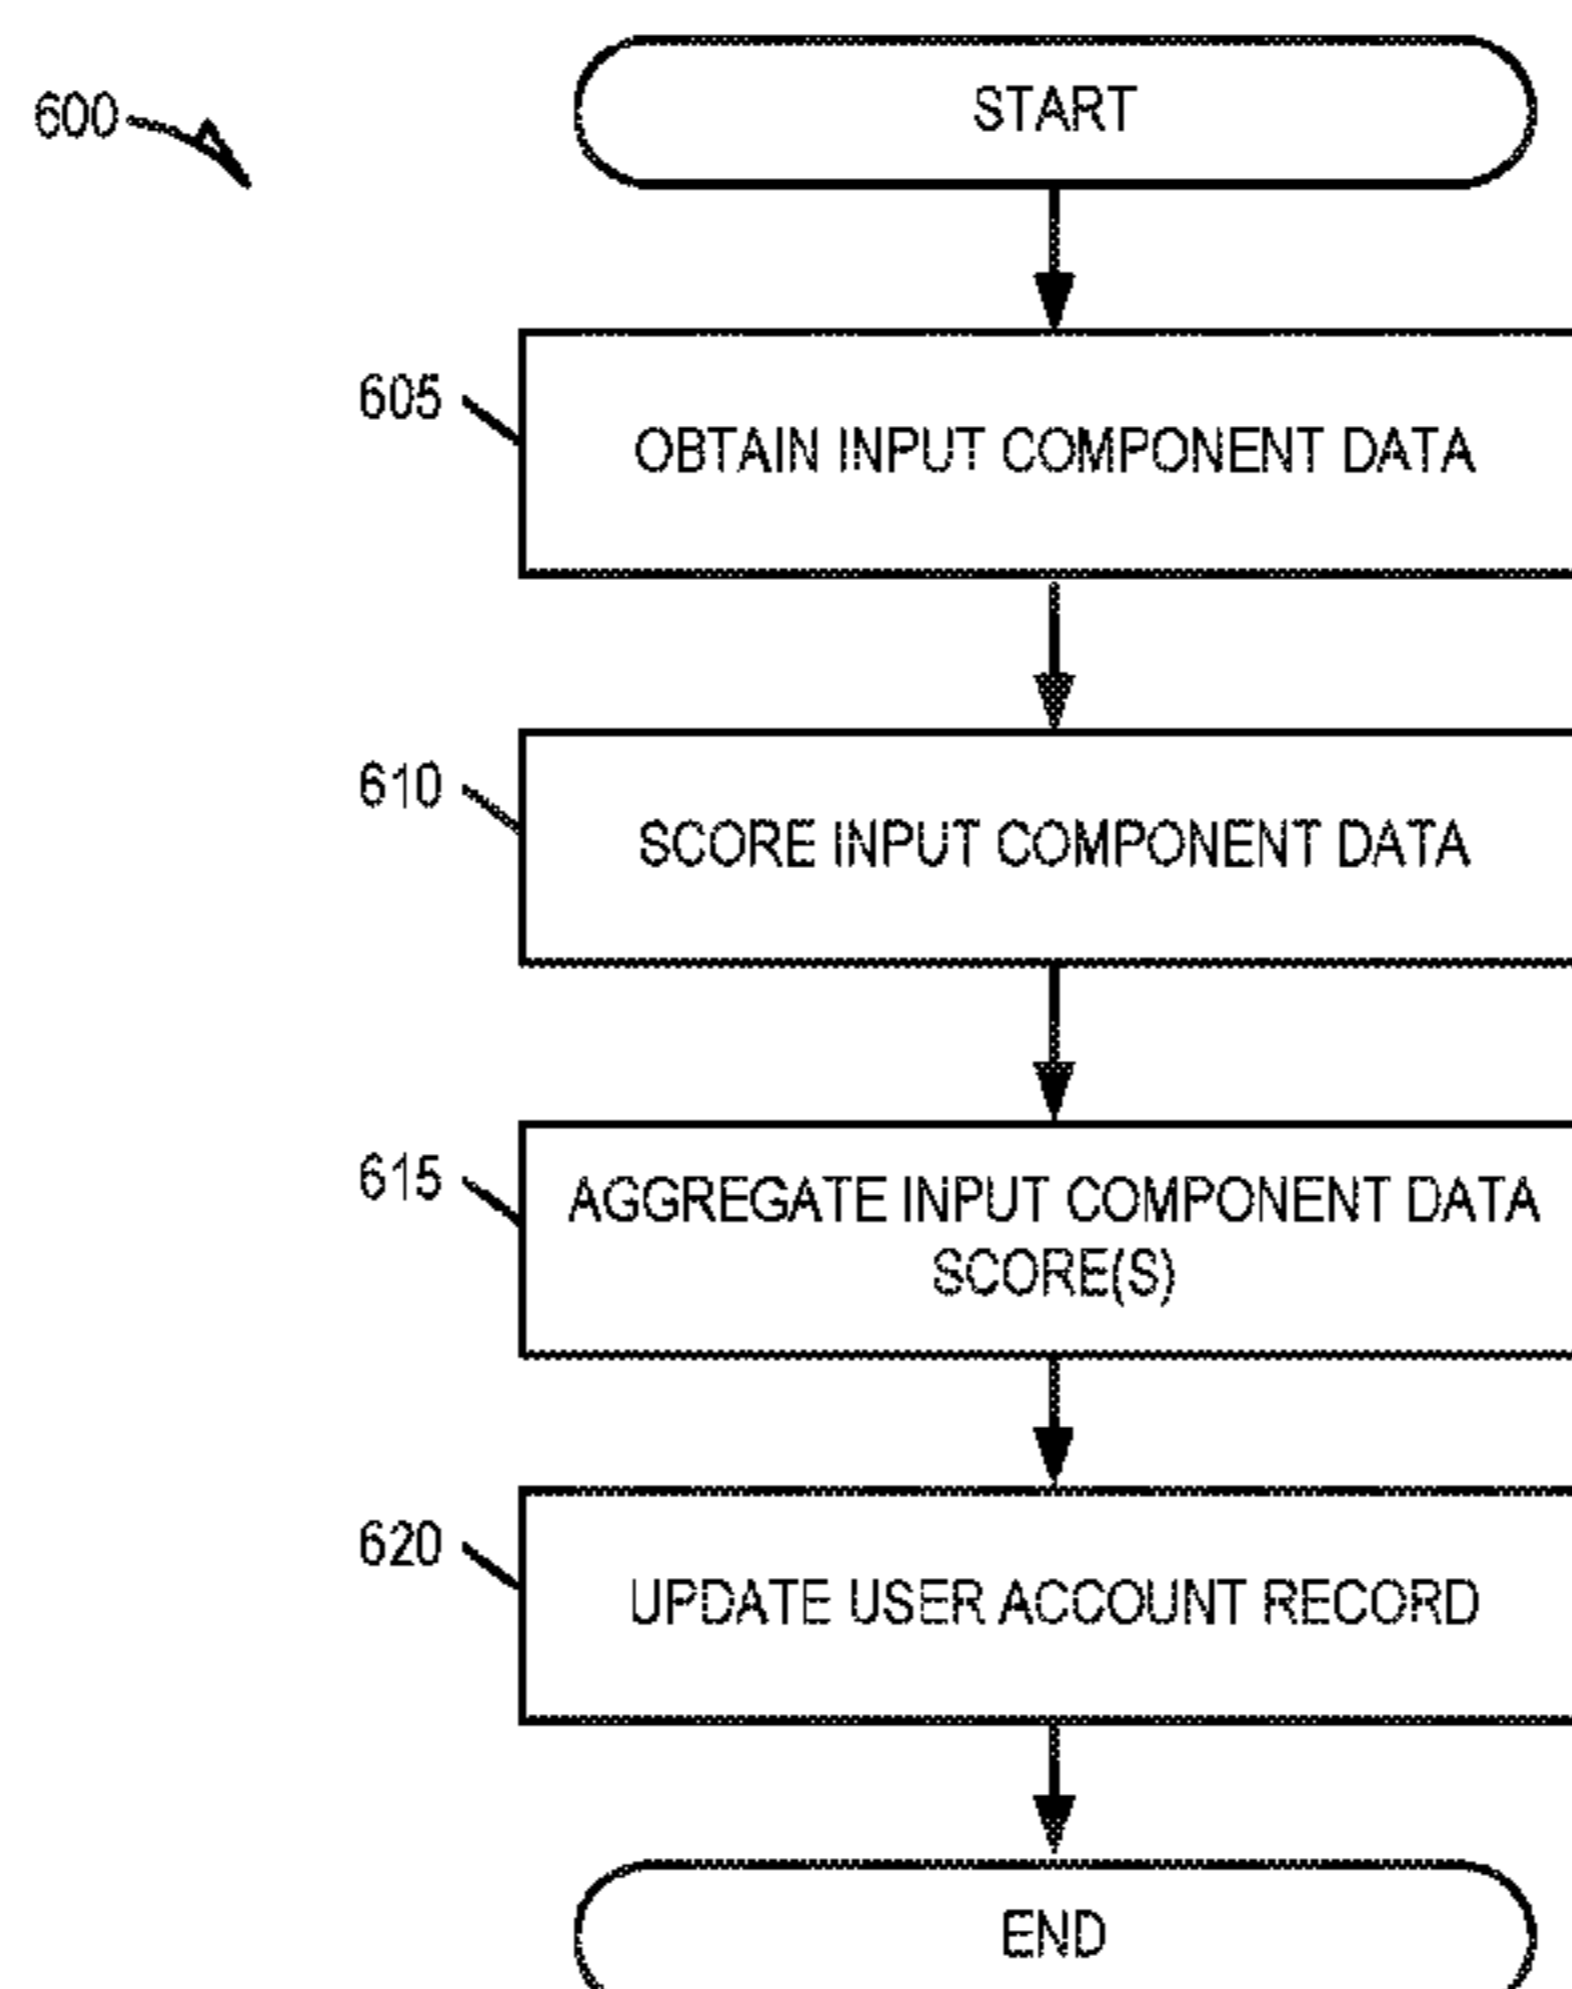 600
START
605
OBTAIN INPUT COMPONENT DATA
610
SCORE INPUT COMPONENT DATA
615
AGGREGATE INPUT COMPONENT DATA
SCORE(S)
620
UPDATE USER ACCOUNT RECORD
END